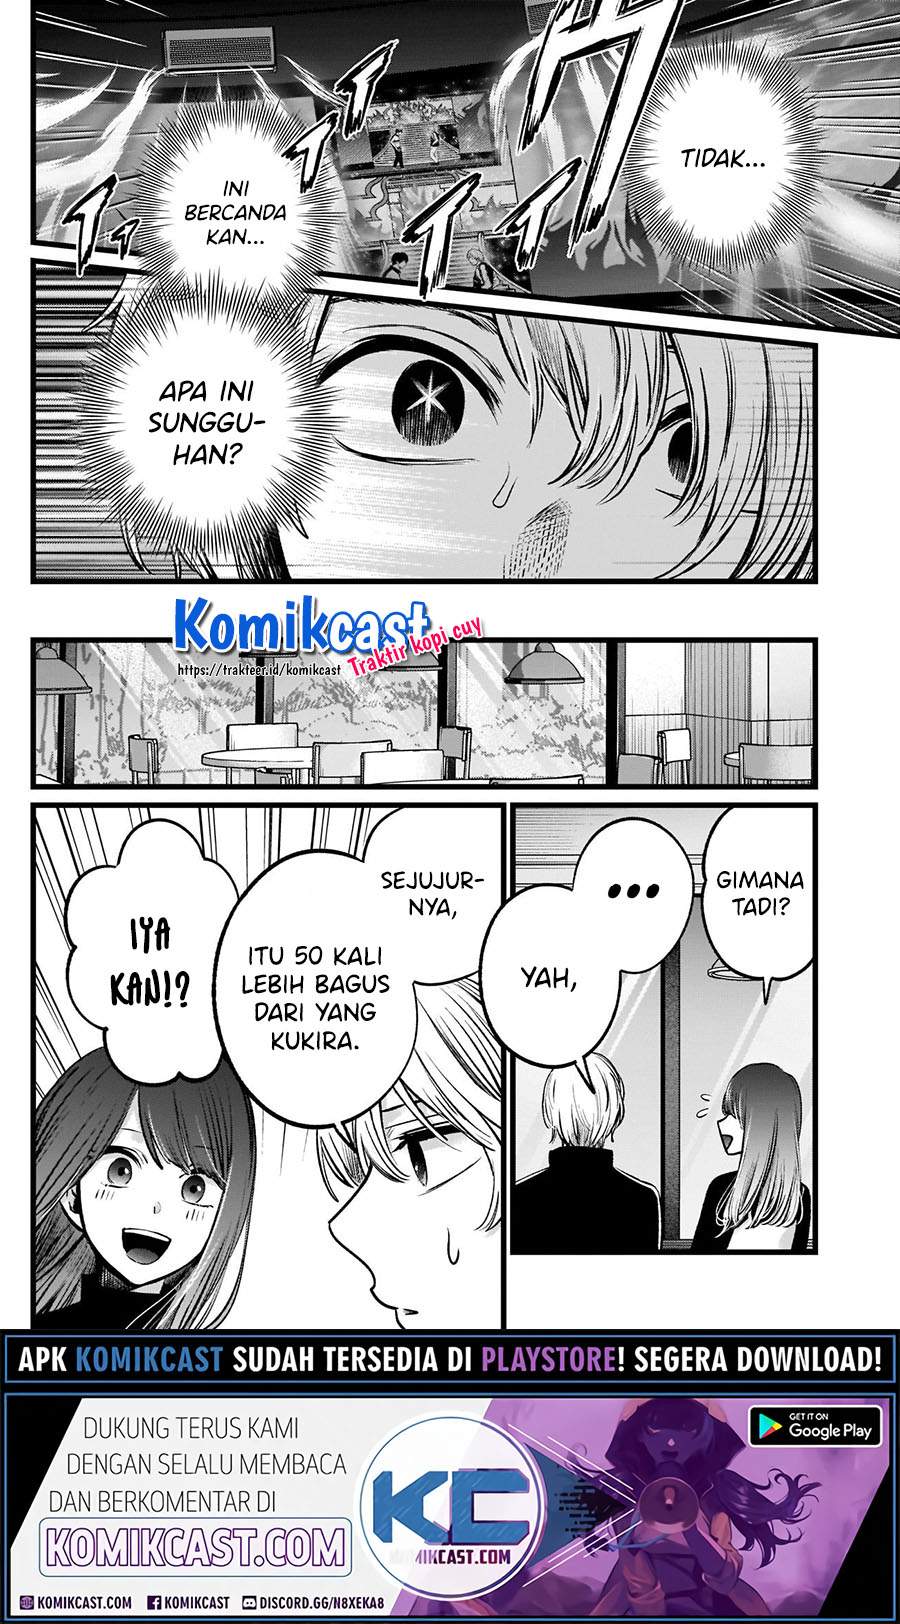 TIDAK...
INI
BERCANDA
KAN...
APA INI
SUNGGU-
HAN?
Komikcast
Traktir kopi cuy
https://trakteer.id/komikcast
GIMANA
TADI?
...
YAH,
SEJUJUR-
NYA,
ITU 50 KALI
LEBIH BAGUS
DARI YANG
KUKIRA.
IYA
KAN!?
APK KOMIKCAST SUDAH TERSEDIA DI PLAYSTORE! SEGERA DOWNLOAD!
DUKUNG TERUS KAMI
DENGAN SELALU MEMBACA
DAN BERKOMENTAR DI
KOMIKCAST.COM
KOMIKCAST.COM
KOMIKCAST
DISCORD.GG/N8XEKA8
KC
KOMIKCAST.COM
GET IT ON
Google Play